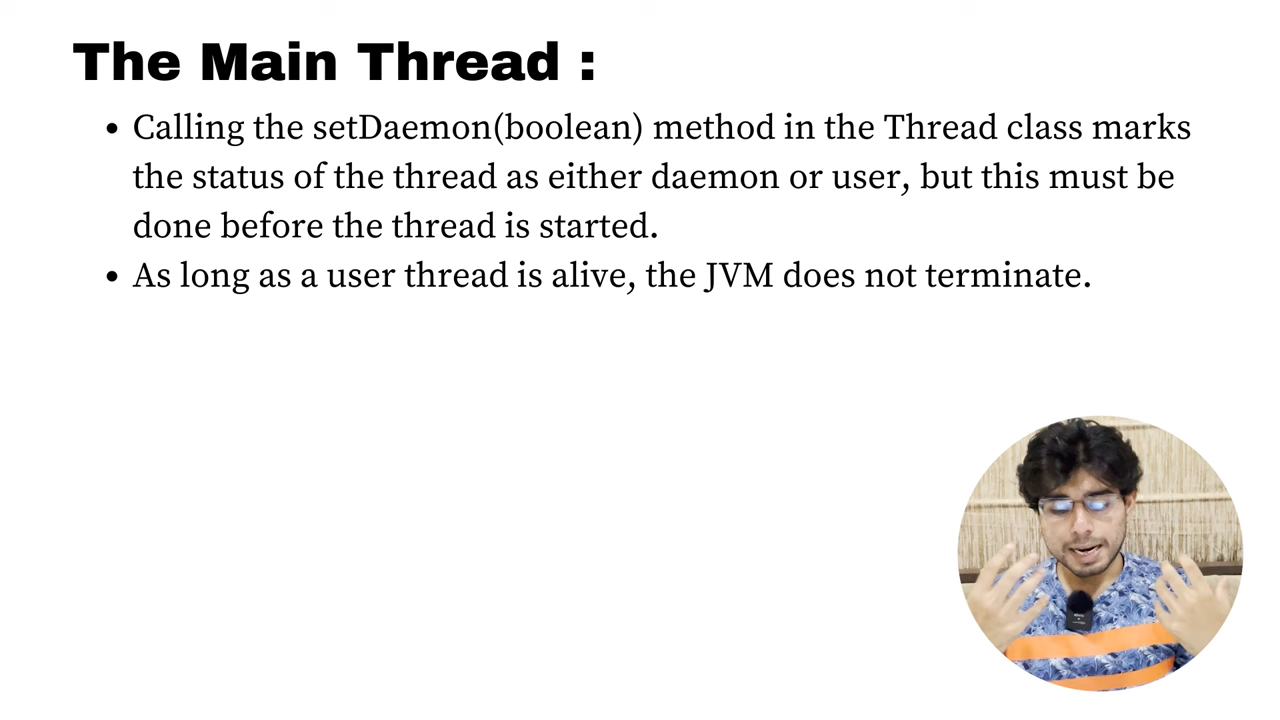 The Main Thread :
• Calling the setDaemon(boolean) method in the Thread class marks
the status of the thread as either daemon or user, but this must be
done before the thread is started.
• As long as a user thread is alive, the JVM does not terminate.